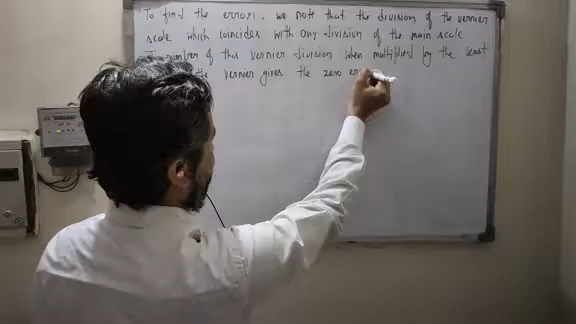 To find the error, we note that the division of the vernier
scale which coincides with any division of the main scale
number of this vernier division when multiplied by the least
the vernier gives the zero er